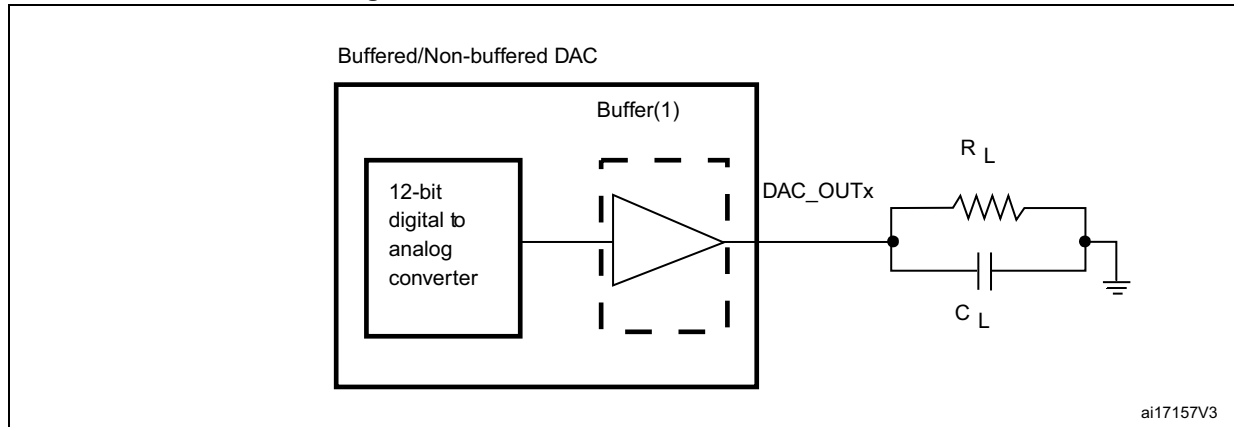 Buffered/Non-buffered DAC
Buffer(1)
12-bit
digital to
analog
converter
DAC_OUTx
R L
C L
ai17157V3